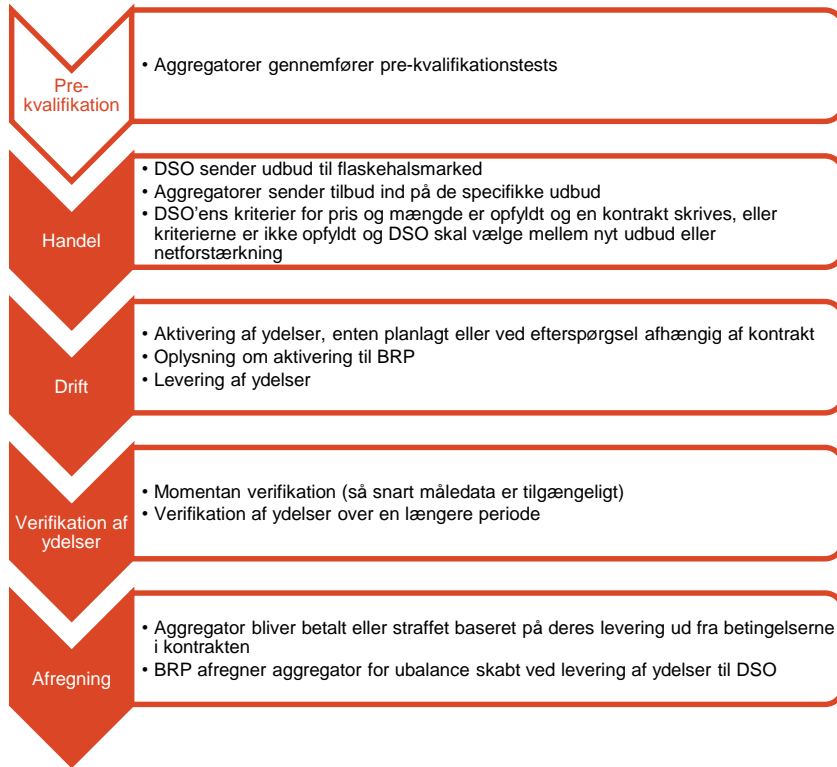 Pre-
kvalifikation
• Aggregatorer gennemfører pre-kvalifikationstests
Handel
• DSO sender udbud til flaskehalsmarked
• Aggregatorer sender tilbud ind på de specifikke udbud
• DSO’ens kriterier for pris og mængde er opfyldt og en kontrakt skrives, eller
kriterierne er ikke opfyldt og DSO skal vælge mellem nyt udbud eller
netforstærkning
Drift
• Aktivering af ydelser, enten planlagt eller ved efterspørgsel afhængig af kontrakt
• Oplysning om aktivering til BRP
• Levering af ydelser
Verifikation af
ydelser
• Momentan verifikation (så snart måledata er tilgængeligt)
• Verifikation af ydelser over en længere periode
Afregning
• Aggregator bliver betalt eller straffet baseret på deres levering ud fra betingelserne
i kontrakten
• BRP afregner aggregator for ubalance skabt ved levering af ydelser til DSO